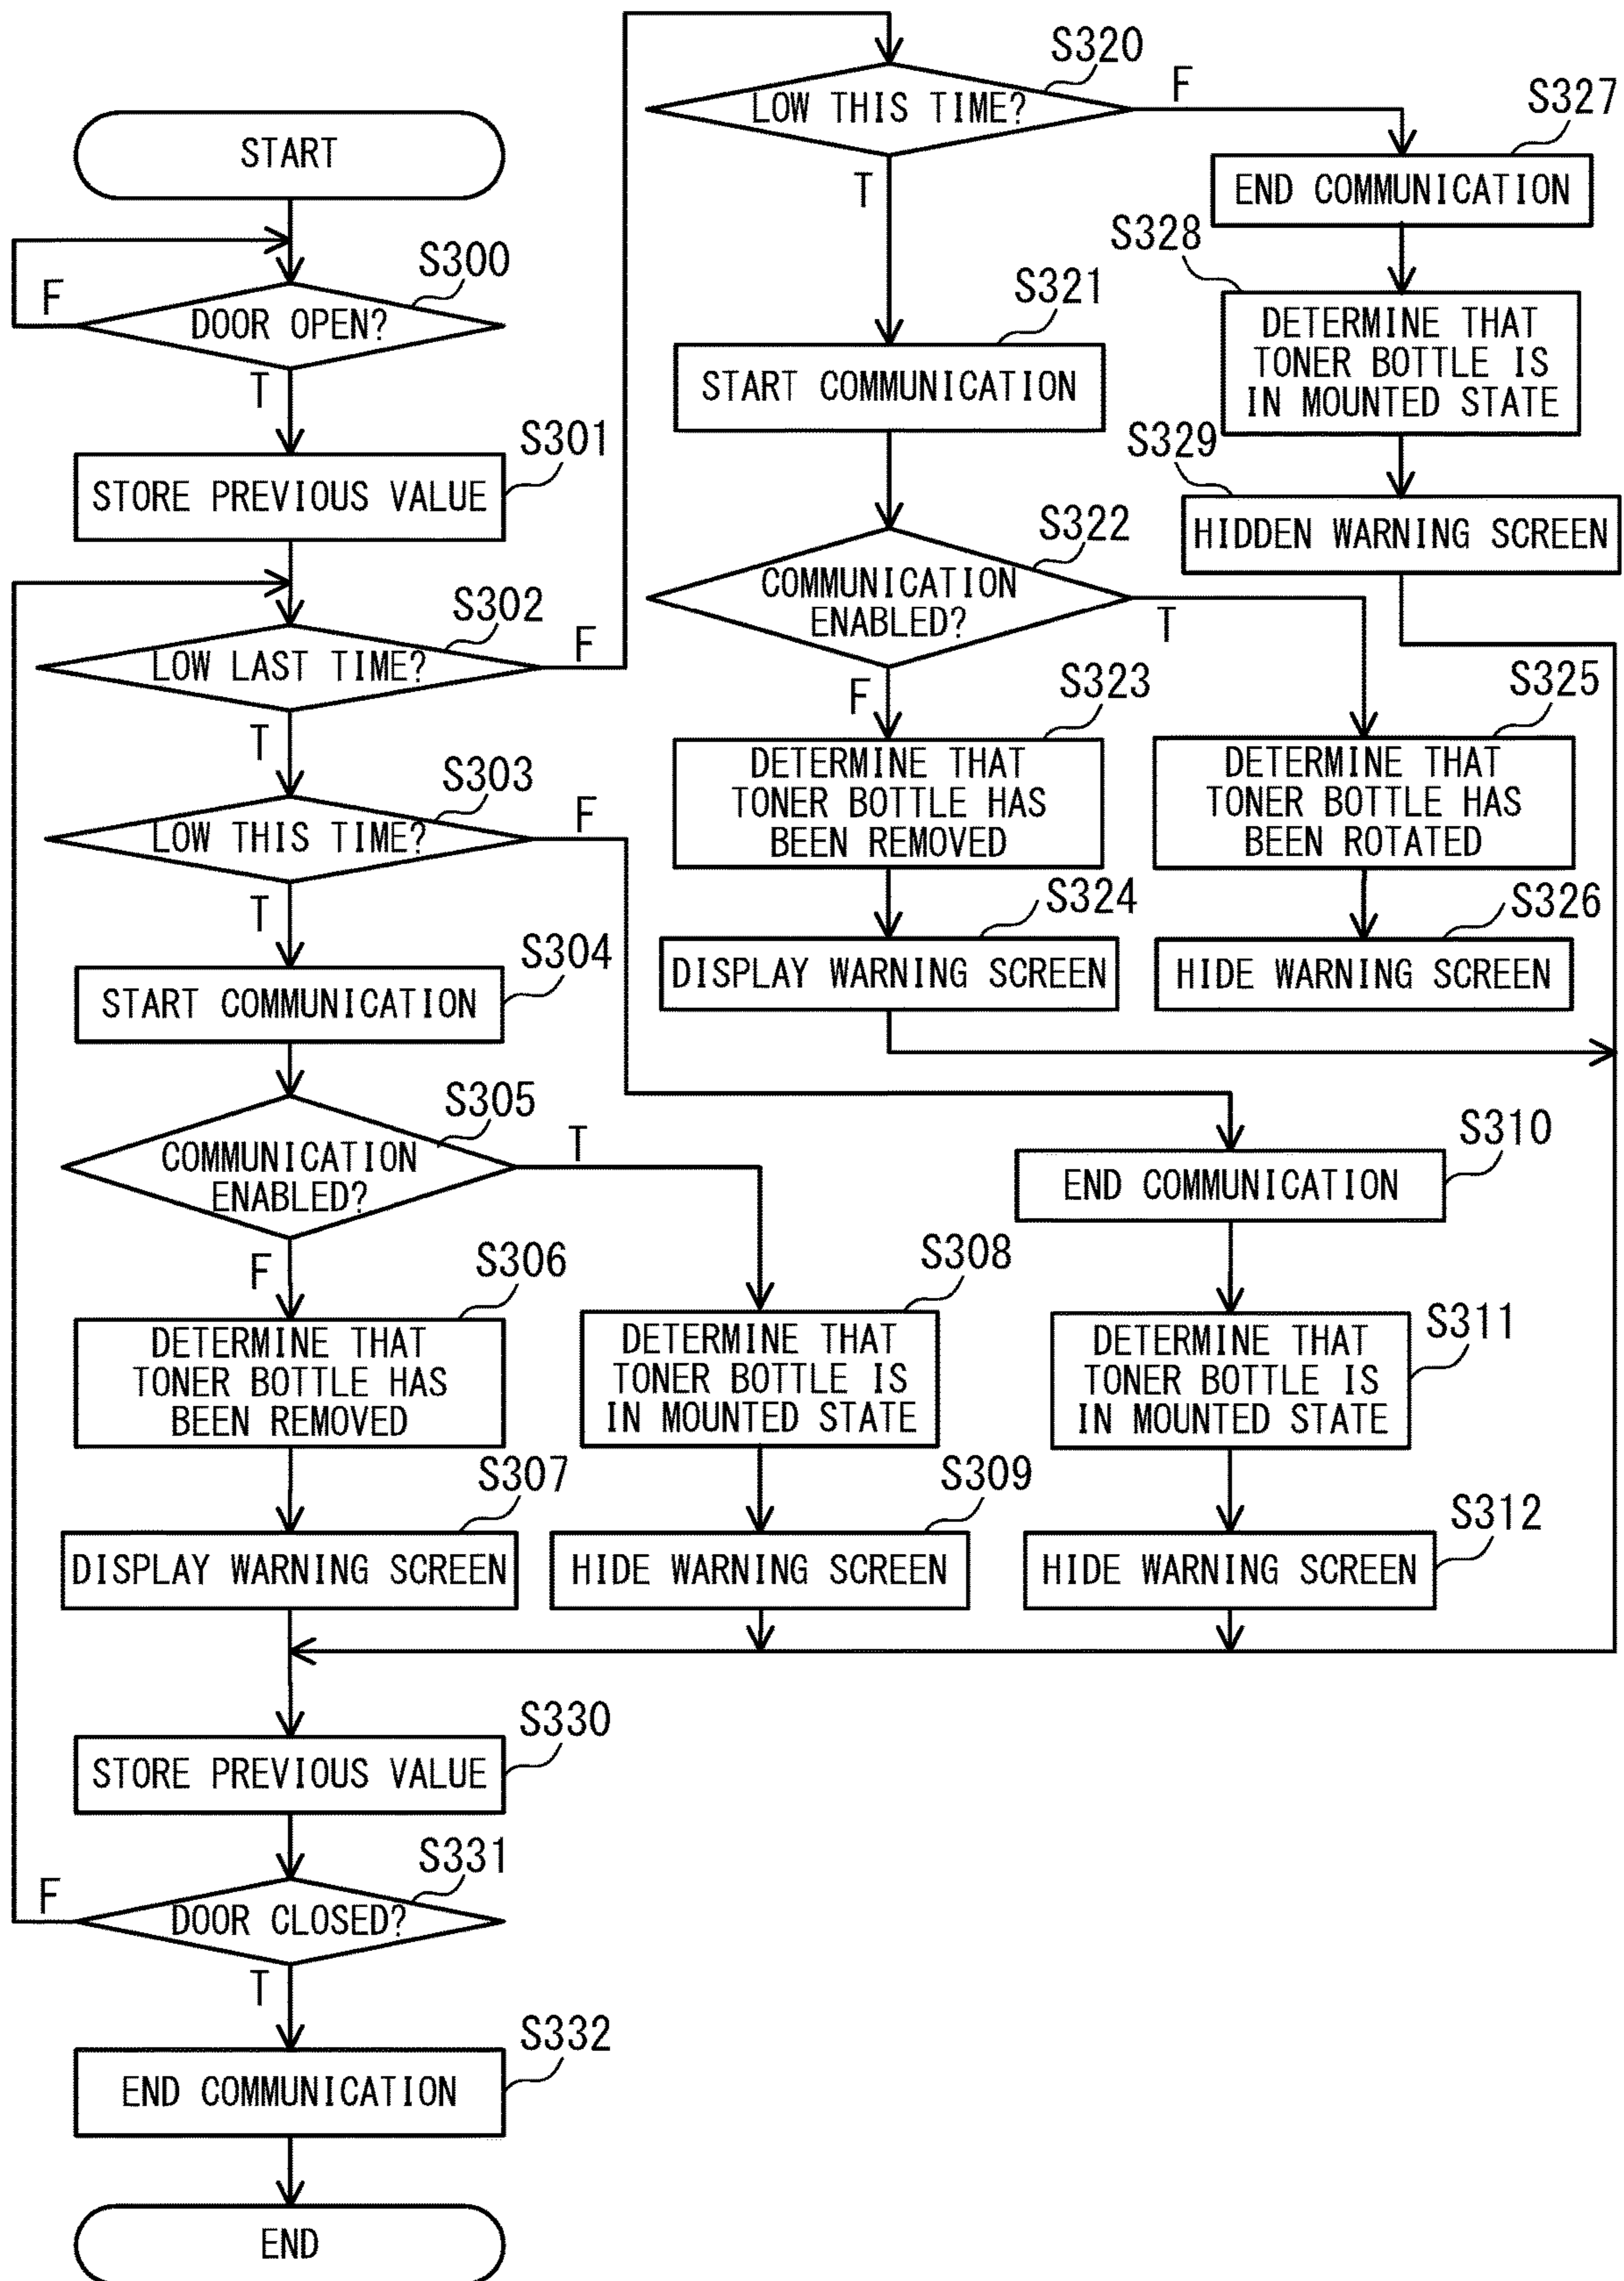 START
S300
F
DOOR OPEN?
T
S301
STORE PREVIOUS VALUE
S302
LOW LAST TIME?
F
T
S303
LOW THIS TIME?
F
T
S304
START COMMUNICATION
S305
COMMUNICATION
ENABLED?
T
F
S306
DETERMINE THAT
TONER BOTTLE HAS
BEEN REMOVED
S307
DISPLAY WARNING SCREEN
S308
DETERMINE THAT
TONER BOTTLE IS
IN MOUNTED STATE
S309
HIDE WARNING SCREEN
S310
END COMMUNICATION
S311
DETERMINE THAT
TONER BOTTLE IS
IN MOUNTED STATE
S312
HIDE WARNING SCREEN
S320
LOW THIS TIME?
F
T
S321
START COMMUNICATION
S322
COMMUNICATION
ENABLED?
T
F
S323
DETERMINE THAT
TONER BOTTLE HAS
BEEN REMOVED
S324
DISPLAY WARNING SCREEN
S325
DETERMINE THAT
TONER BOTTLE HAS
BEEN ROTATED
S326
HIDE WARNING SCREEN
S327
END COMMUNICATION
S328
DETERMINE THAT
TONER BOTTLE IS
IN MOUNTED STATE
S329
HIDDEN WARNING SCREEN
S330
STORE PREVIOUS VALUE
S331
F
DOOR CLOSED?
T
S332
END COMMUNICATION
END